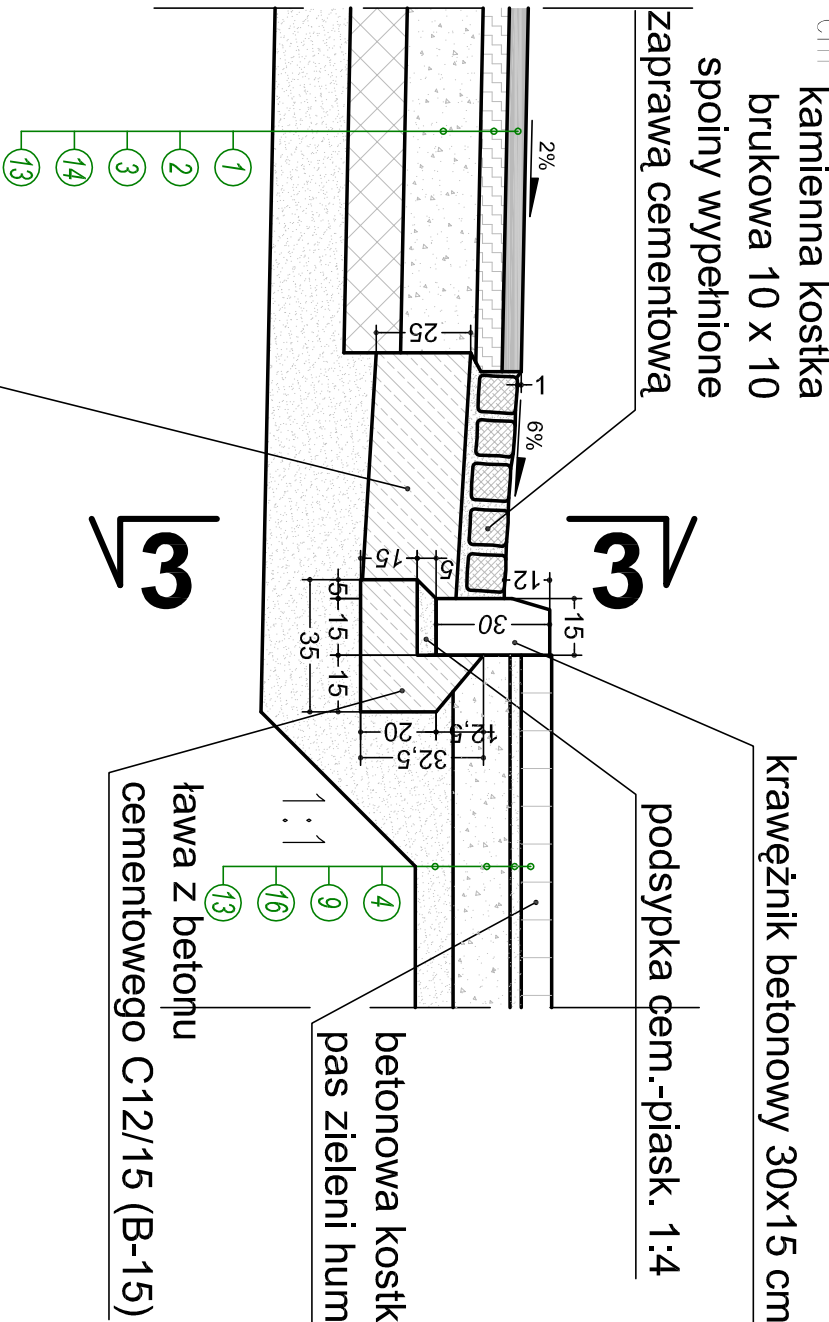 cm
kamienna kostka
brukowa 10 x 10
spoiny wypełnione
zaprawą cementową
2%
6%
1
25
3
3
15
5
12
30
15
5
15
15
35
20
12,5
32,5
1:1
1
2
3
14
13
4
9
16
13
krawężnik betonowy 30x15 cm
podsypka cem.-piask. 1:4
betonowa kostk
pas zieleni hum
ława z betonu
cementowego C12/15 (B-15)